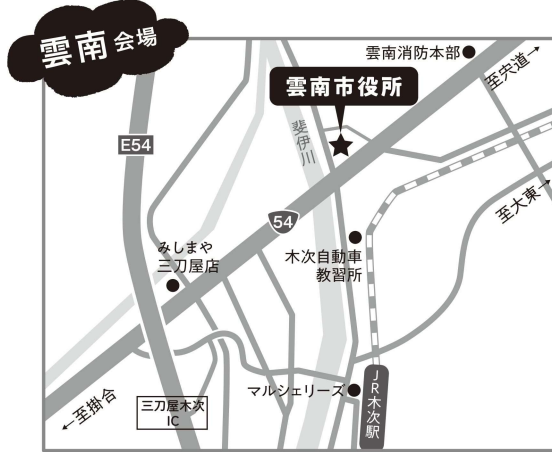 雲南会場
雲南消防本部
至宍道→
雲南市役所
斐伊川
E54
至大東→
54
みしまや
三刀屋店
木次自動車
教習所
マルシェリーズ
JR木次駅
←至掛合
三刀屋木次
IC